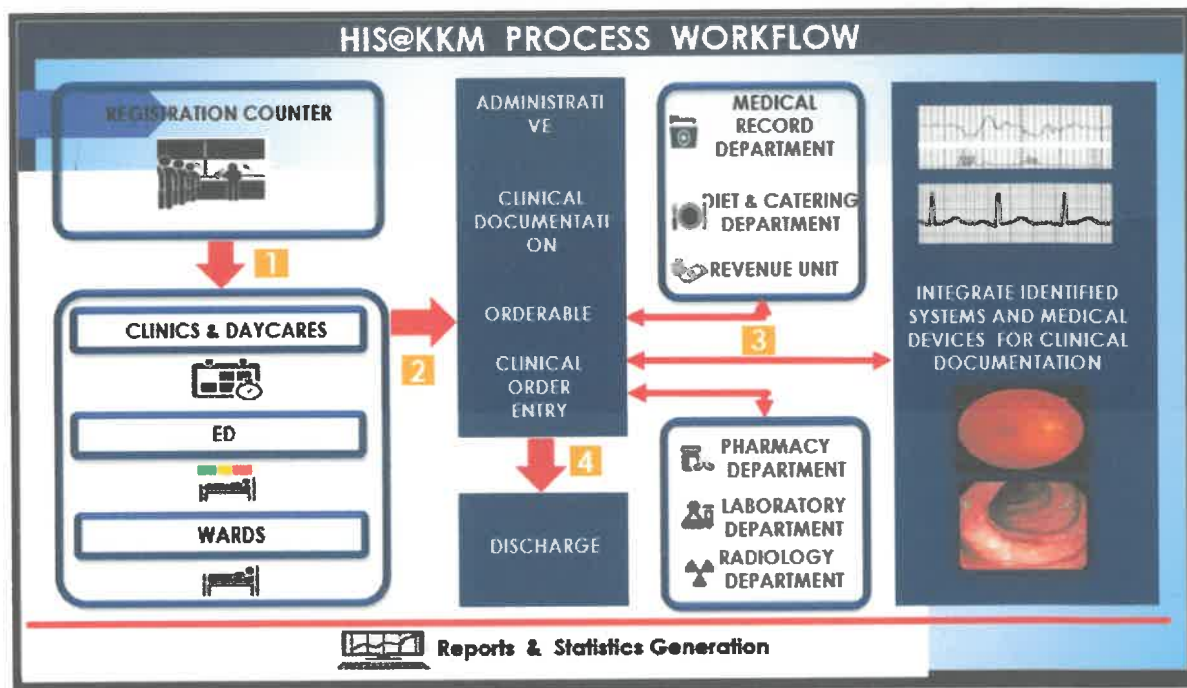 HIS@KKM PROCESS WORKFLOW
REGISTRATION COUNTER
1
CLINICS & DAYCARES
ED
WARDS
2
ADMINISTRATI
VE
CLINICAL
DOCUMENTATI
ON
ORDERABLE
CLINICAL
ORDER
ENTRY
4
DISCHARGE
MEDICAL
RECORD
DEPARTMENT
DIET & CATERING
DEPARTMENT
REVENUE UNIT
3
PHARMACY
DEPARTMENT
LABORATORY
DEPARTMENT
RADIOLOGY
DEPARTMENT
INTEGRATE IDENTIFIED
SYSTEMS AND MEDICAL
DEVICES FOR CLINICAL
DOCUMENTATION
Reports & Statistics Generation